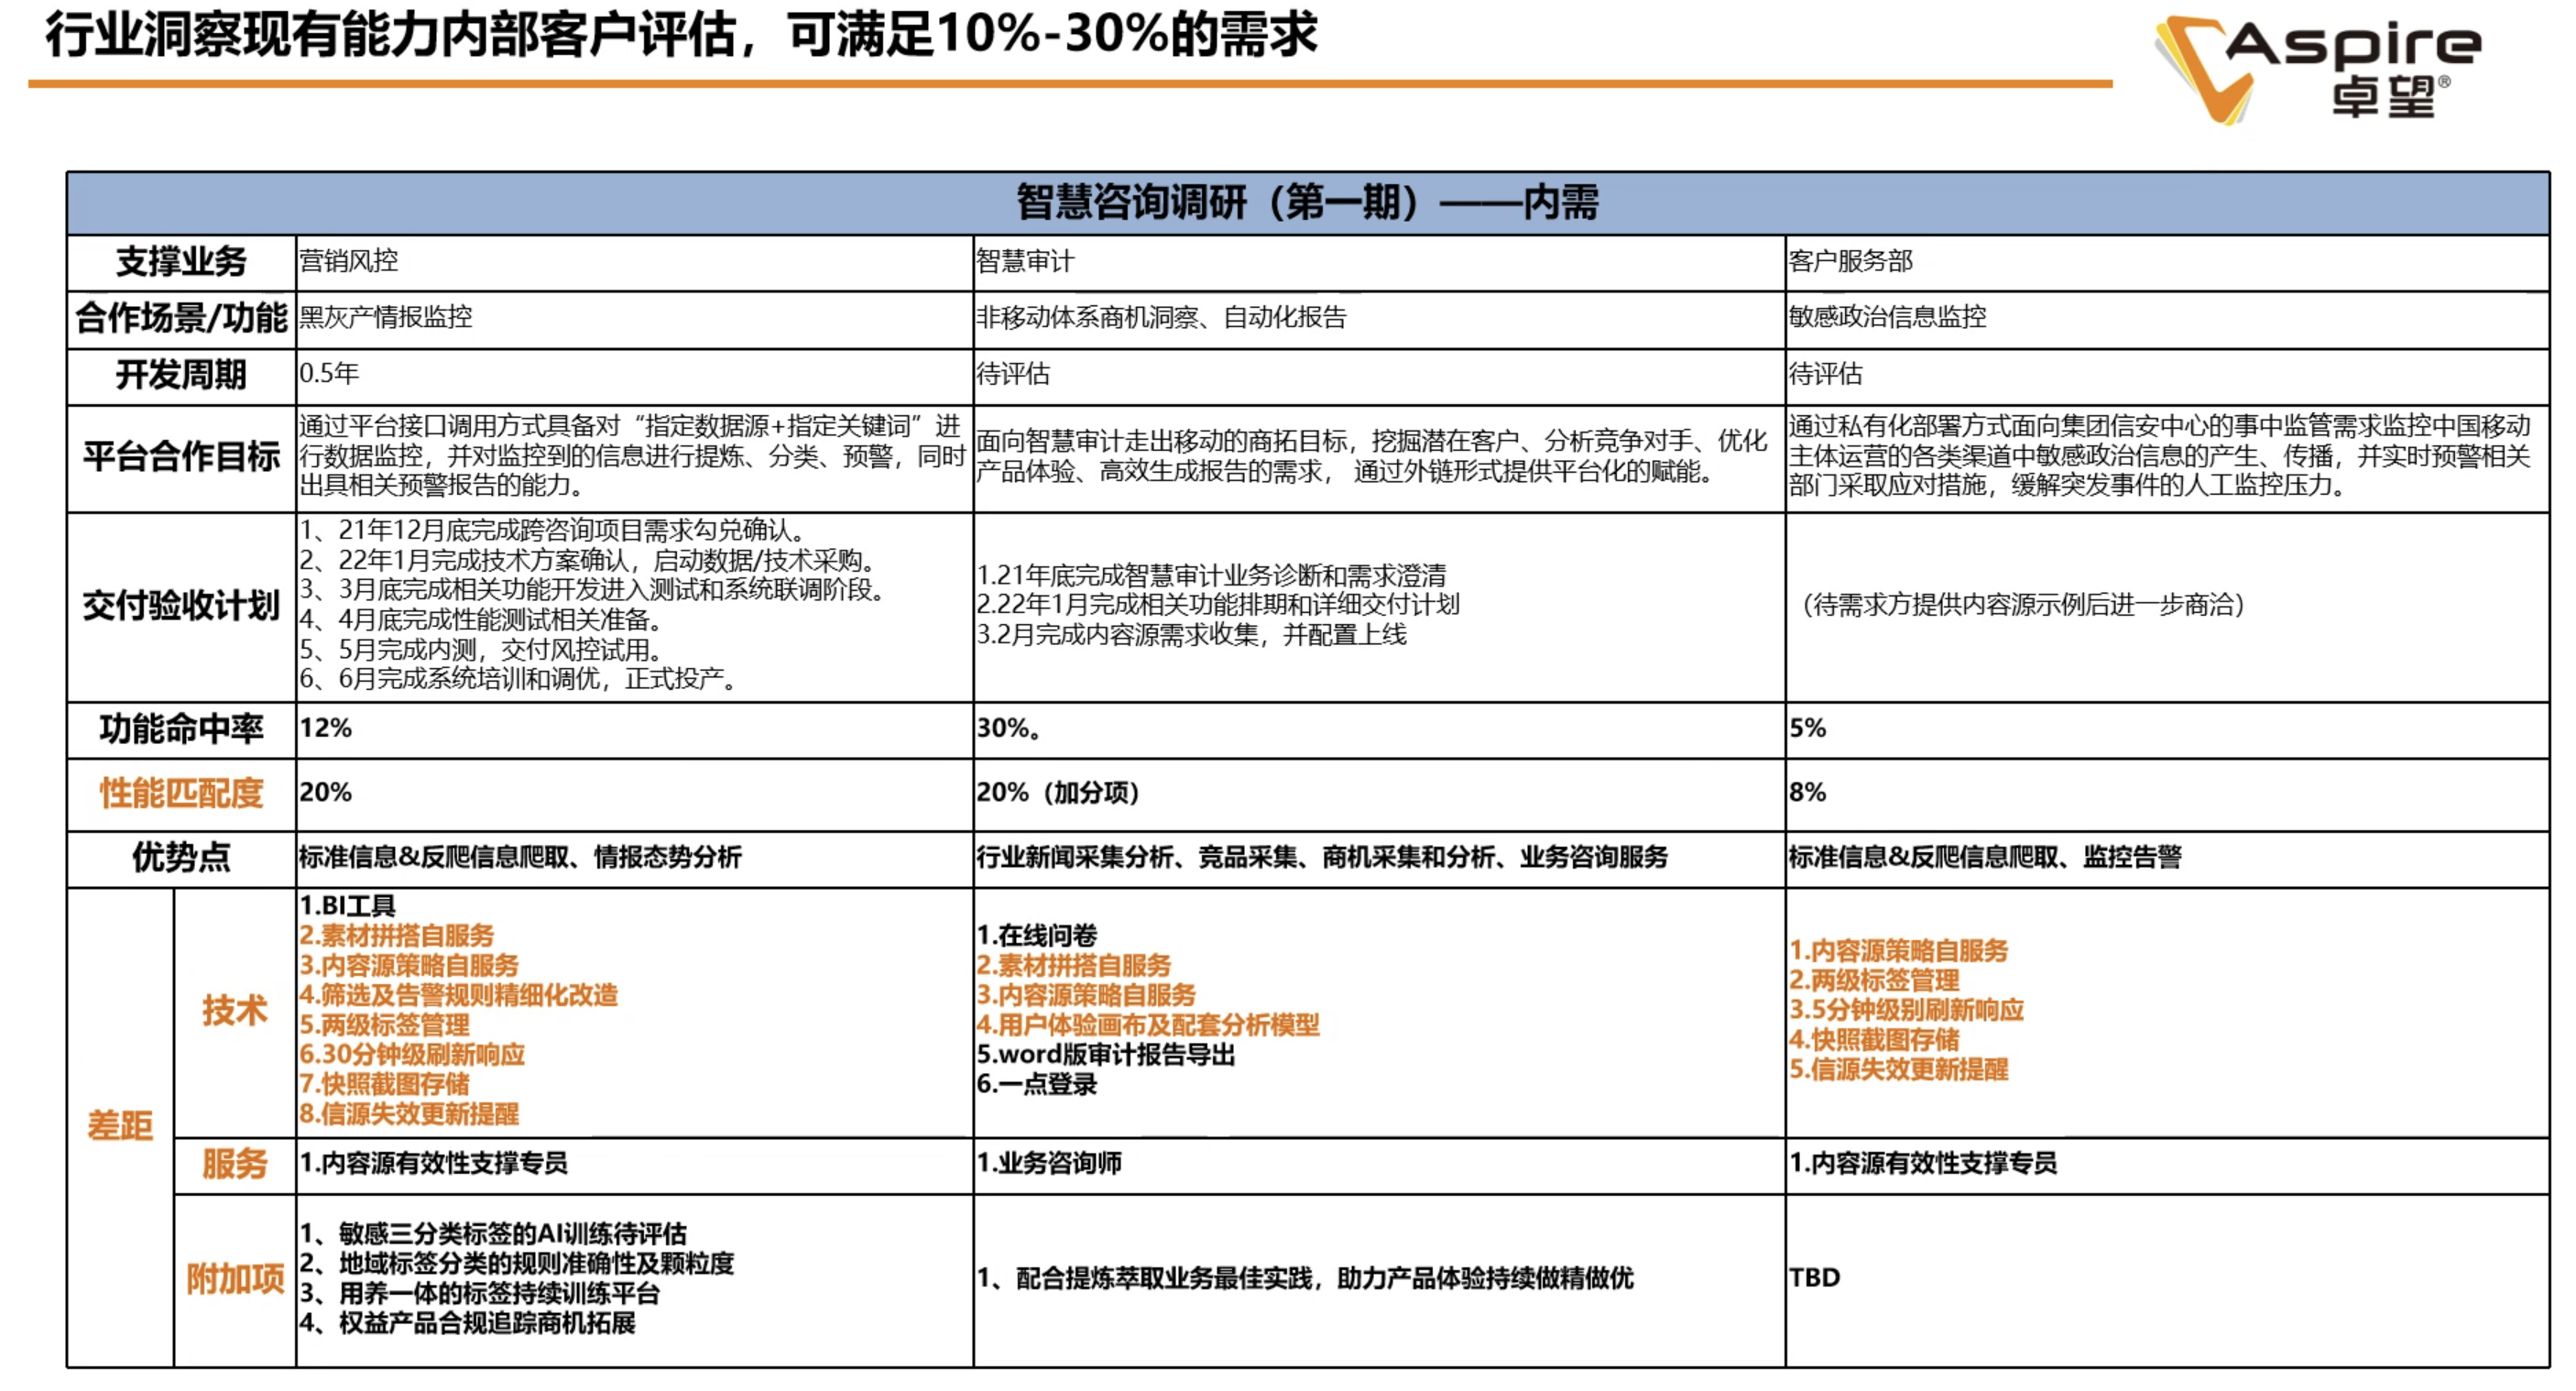 行业洞察现有能力内部客户评估，可满足10%-30%的需求
Aspire
卓望®
智慧咨询调研（第一期）——内需
支撑业务
营销风控
智慧审计
客户服务部
合作场景/功能
黑灰产情报监控
非移动体系商机洞察、自动化报告
敏感政治信息监控
开发周期
0.5年
待评估
待评估
平台合作目标
通过平台接口调用方式具备对“指定数据源+指定关键词”进
行数据监控，并对监控到的信息进行提炼、分类、预警，同时
出具相关预警报告的能力。
面向智慧审计走出移动的商拓目标，挖掘潜在客户、分析竞争对手、优化
产品体验、高效生成报告的需求， 通过外链形式提供平台化的赋能。
通过私有化部署方式面向集团信安中心的事中监管需求监控中国移动
主体运营的各类渠道中敏感政治信息的产生、传播，并实时预警相关
部门采取应对措施，缓解突发事件的人工监控压力。
交付验收计划
1、21年12月底完成跨咨询项目需求勾兑确认。
2、22年1月完成技术方案确认，启动数据/技术采购。
3、3月底完成相关功能开发进入测试和系统联调阶段。
4、4月底完成性能测试相关准备。
5、5月完成内测，交付风控试用。
6、6月完成系统培训和调优，正式投产。
1.21年底完成智慧审计业务诊断和需求澄清
2.22年1月完成相关功能排期和详细交付计划
3.2月完成内容源需求收集，并配置上线
（待需求方提供内容源示例后进一步商洽）
功能命中率
12%
30%。
5%
性能匹配度
20%
20%（加分项）
8%
优势点
标准信息&反爬信息爬取、情报态势分析
行业新闻采集分析、竞品采集、商机采集和分析、业务咨询服务
标准信息&反爬信息爬取、监控告警
差距
技术
1.BI工具
2.素材拼搭自服务
3.内容源策略自服务
4.筛选及告警规则精细化改造
5.两级标签管理
6.30分钟级刷新响应
7.快照截图存储
8.信源失效更新提醒
1.在线问卷
2.素材拼搭自服务
3.内容源策略自服务
4.用户体验画布及配套分析模型
5.word版审计报告导出
6.一点登录
1.内容源策略自服务
2.两级标签管理
3.5分钟级别刷新响应
4.快照截图存储
5.信源失效更新提醒
服务
1.内容源有效性支撑专员
1.业务咨询师
1.内容源有效性支撑专员
附加项
1、敏感三分类标签的AI训练待评估
2、地域标签分类的规则准确性及颗粒度
3、用养一体的标签持续训练平台
4、权益产品合规追踪商机拓展
1、配合提炼萃取业务最佳实践，助力产品体验持续做精做优
TBD